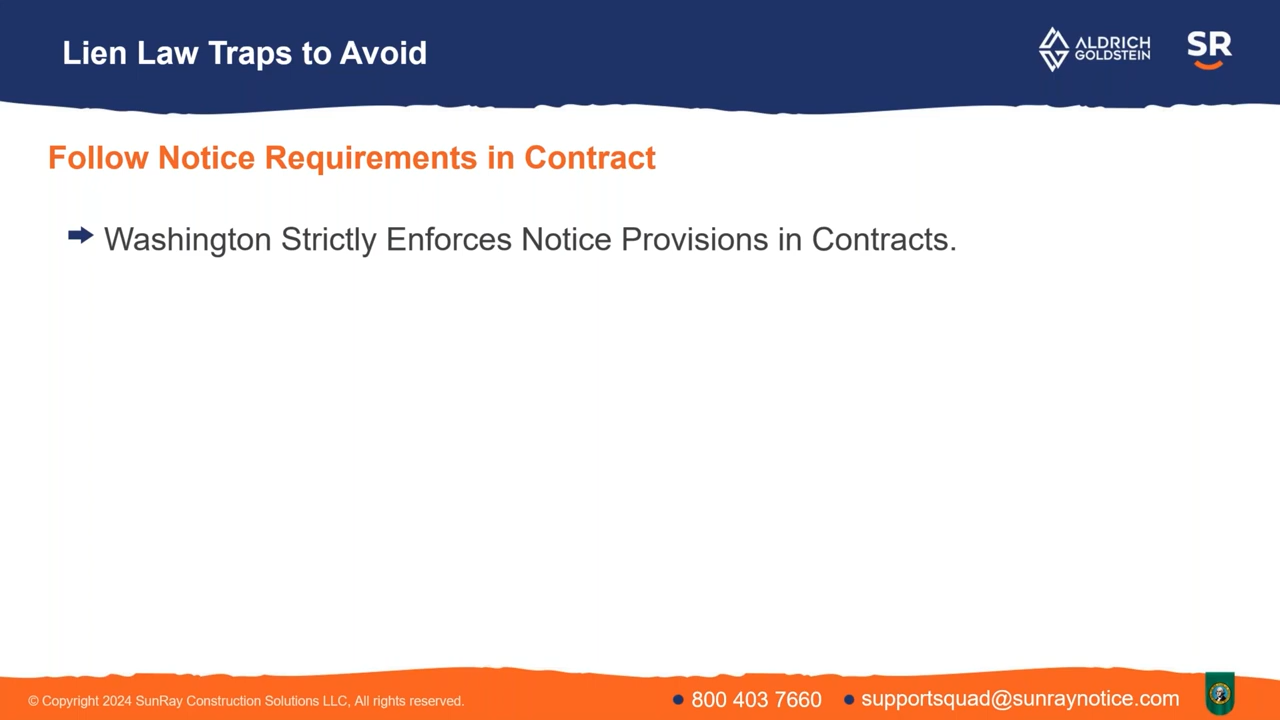 Lien Law Traps to Avoid
ALDRICH
GOLDSTEIN
SR
Follow Notice Requirements in Contract
Washington Strictly Enforces Notice Provisions in Contracts.
© Copyright 2024 SunRay Construction Solutions LLC, All rights reserved.
800 403 7660
supportsquad@sunraynotice.com